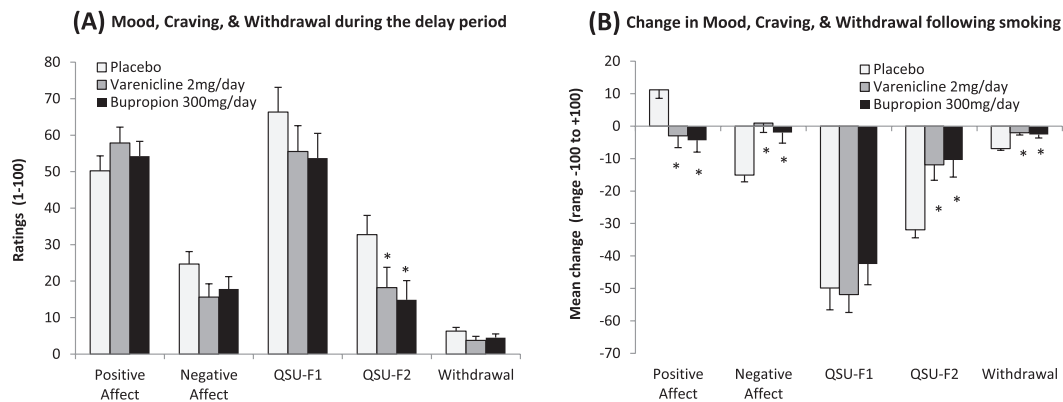 (A) Mood, Craving, & Withdrawal during the delay period
80
70
60
50
40
30
20
10
0
Ratings (1-100)
Placebo
Varenicline 2mg/day
Bupropion 300mg/day
*
*
Positive
Affect
Negative
Affect
QSU-F1
QSU-F2
Withdrawal
(B) Change in Mood, Craving, & Withdrawal following smoking
20
10
0
-10
-20
-30
-40
-50
-60
-70
Mean change (range -100 to +100)
Placebo
Varenicline 2mg/day
Bupropion 300mg/day
* *
* *
* *
* *
Positive
Affect
Negative
Affect
QSU-F1
QSU-F2
Withdrawal